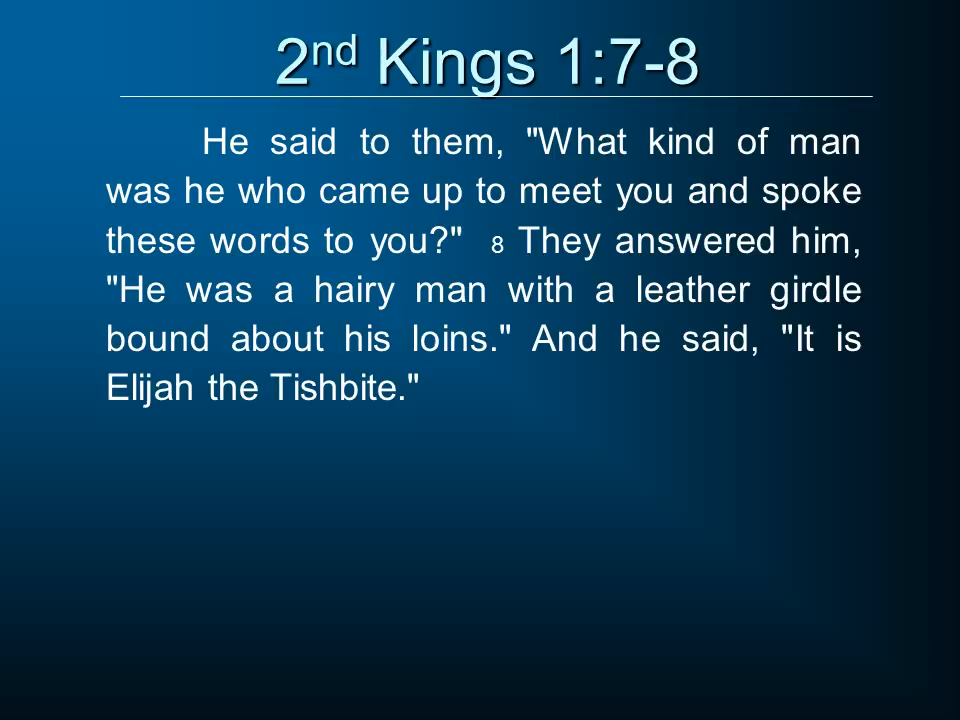 2nd Kings 1:7-8
He said to them, "What kind of man
was he who came up to meet you and spoke
these words to you?" 8 They answered him,
"He was a hairy man with a leather girdle
bound about his loins." And he said, "It is
Elijah the Tishbite."